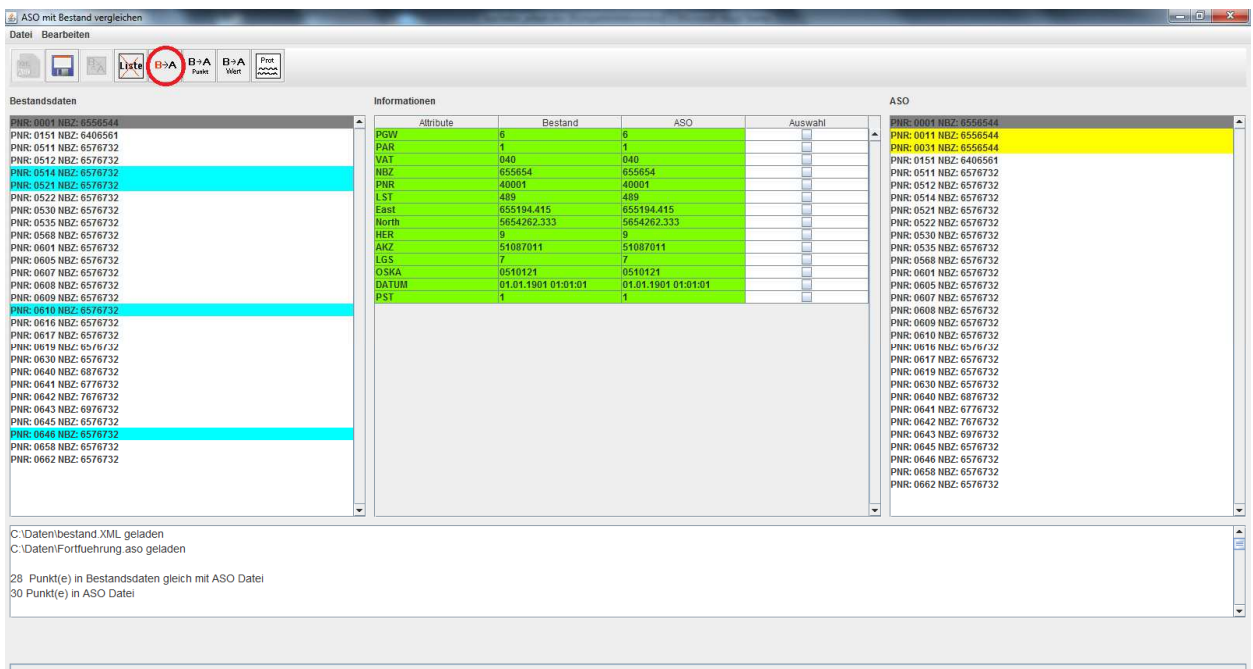 ASO mit Bestand vergleichen
Datei Bearbeiten
Liste B→A B→A Punkt B→A Wert Prot
Bestandsdaten
PNR: 0001 NBZ: 6556544
PNR: 0151 NBZ: 6406561
PNR: 0511 NBZ: 6576732
PNR: 0512 NBZ: 6576732
PNR: 0514 NBZ: 6576732
PNR: 0521 NBZ: 6576732
PNR: 0522 NBZ: 6576732
PNR: 0530 NBZ: 6576732
PNR: 0535 NBZ: 6576732
PNR: 0568 NBZ: 6576732
PNR: 0601 NBZ: 6576732
PNR: 0605 NBZ: 6576732
PNR: 0607 NBZ: 6576732
PNR: 0608 NBZ: 6576732
PNR: 0609 NBZ: 6576732
PNR: 0610 NBZ: 6576732
PNR: 0616 NBZ: 6576732
PNR: 0617 NBZ: 6576732
PNR: 0619 NBZ: 6576732
PNR: 0630 NBZ: 6576732
PNR: 0640 NBZ: 6876732
PNR: 0641 NBZ: 6776732
PNR: 0642 NBZ: 7676732
PNR: 0643 NBZ: 6976732
PNR: 0645 NBZ: 6576732
PNR: 0646 NBZ: 6576732
PNR: 0658 NBZ: 6576732
PNR: 0662 NBZ: 6576732
Informationen
Attribute Bestand ASO Auswahl
PGW 6 6
PAR 1 1
VAT 040 040
NBZ 655654 655654
PNR 40001 40001
LST 489 489
East 655194.415 655194.415
North 5654262.333 5654262.333
HER 9 9
AKZ 51087011 51087011
LGS 7 7
OSKA 0510121 0510121
DATUM 01.01.1901 01:01:01 01.01.1901 01:01:01
PST 1 1
ASO
PNR: 0001 NBZ: 6556544
PNR: 0011 NBZ: 6556544
PNR: 0031 NBZ: 6556544
PNR: 0151 NBZ: 6406561
PNR: 0511 NBZ: 6576732
PNR: 0512 NBZ: 6576732
PNR: 0514 NBZ: 6576732
PNR: 0521 NBZ: 6576732
PNR: 0522 NBZ: 6576732
PNR: 0530 NBZ: 6576732
PNR: 0535 NBZ: 6576732
PNR: 0568 NBZ: 6576732
PNR: 0601 NBZ: 6576732
PNR: 0605 NBZ: 6576732
PNR: 0607 NBZ: 6576732
PNR: 0608 NBZ: 6576732
PNR: 0609 NBZ: 6576732
PNR: 0610 NBZ: 6576732
PNR: 0616 NBZ: 6576732
PNR: 0617 NBZ: 6576732
PNR: 0619 NBZ: 6576732
PNR: 0630 NBZ: 6576732
PNR: 0640 NBZ: 6876732
PNR: 0641 NBZ: 6776732
PNR: 0642 NBZ: 7676732
PNR: 0643 NBZ: 6976732
PNR: 0645 NBZ: 6576732
PNR: 0646 NBZ: 6576732
PNR: 0658 NBZ: 6576732
PNR: 0662 NBZ: 6576732
C:\Daten\bestand.XML geladen
C:\Daten\Fortfuehrung.aso geladen
28 Punkt(e) in Bestandsdaten gleich mit ASO Datei
30 Punkt(e) in ASO Datei